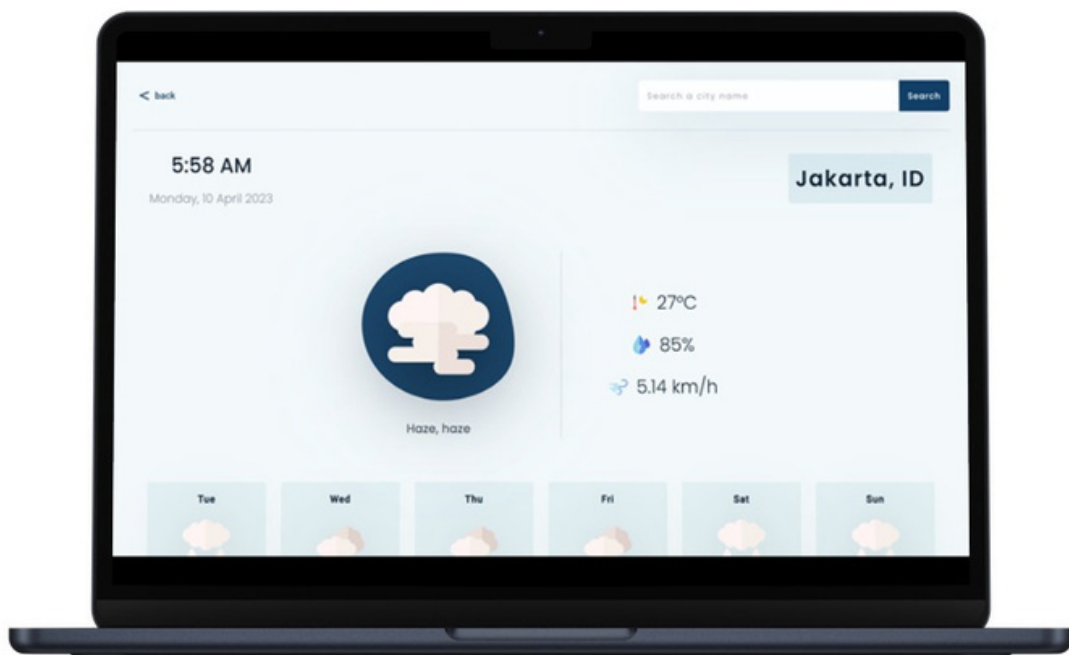 < back
Search a city name
Search
5:58 AM
Jakarta, ID
Monday, 10 April 2023
27°C
85%
5.14 km/h
Haze, haze
Tue
Wed
Thu
Fri
Sat
Sun